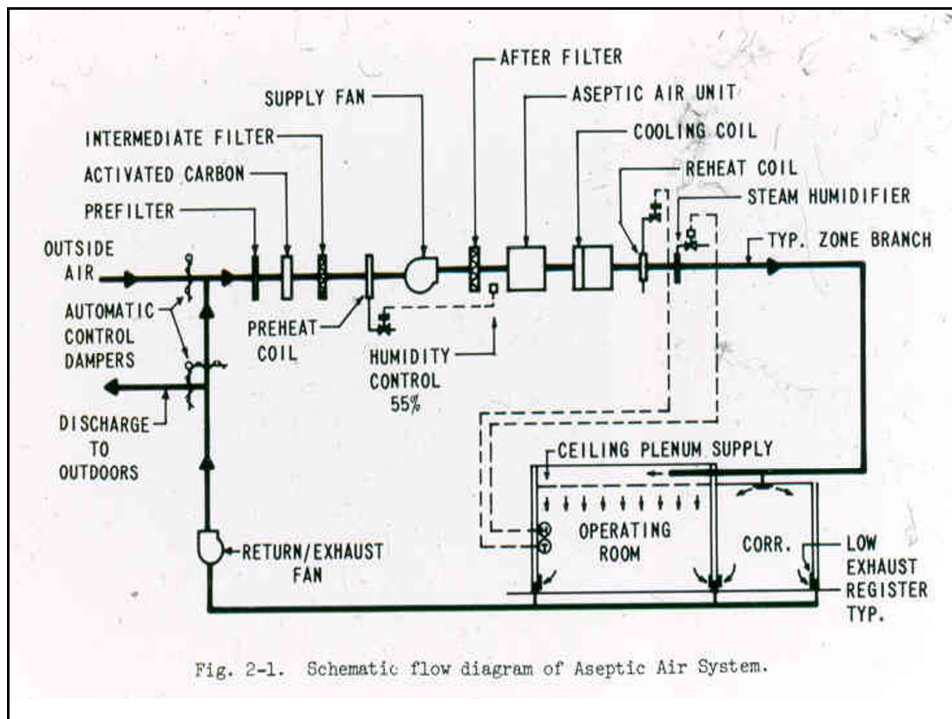 AFTER FILTER
SUPPLY FAN
ASEPTIC AIR UNIT
INTERMEDIATE FILTER
COOLING COIL
ACTIVATED CARBON
REHEAT COIL
PREFILTER
STEAM HUMIDIFIER
OUTSIDE
AIR
TYP. ZONE BRANCH
AUTOMATIC
CONTROL
DAMPERS
PREHEAT
COIL
HUMIDITY
CONTROL
55%
DISCHARGE
TO
OUTDOORS
CEILING PLENUM SUPPLY
H
T
OPERATING
ROOM
CORR.
LOW
EXHAUST
REGISTER
TYP.
RETURN/EXHAUST
FAN
Fig. 2-1. Schematic flow diagram of Aseptic Air System.